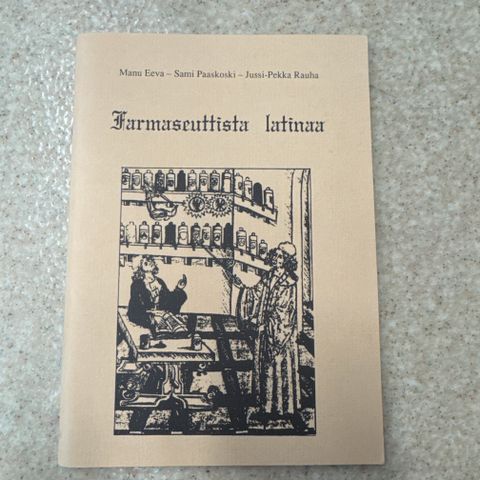 Manu Eeva – Sami Paaskoski – Jussi-Pekka Rauha
Farmaseuttista latinaa